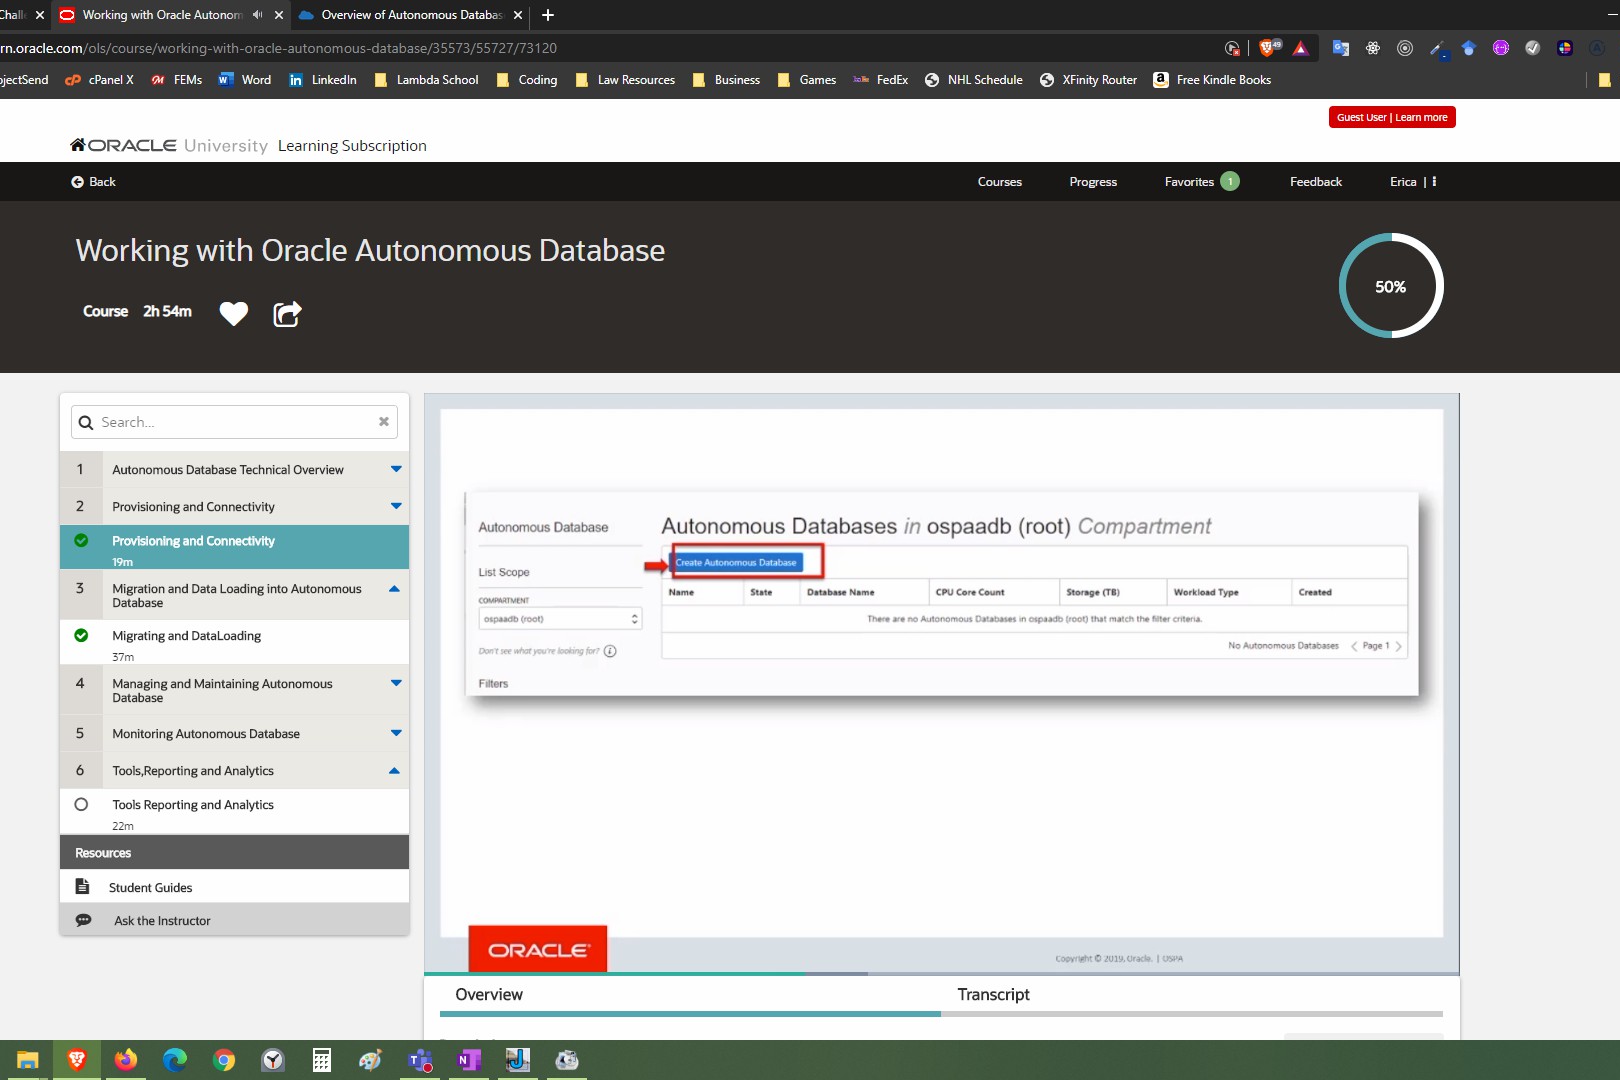 Chall
Working with Oracle Autonom
Overview of Autonomous Databas
rn.oracle.com/ols/course/working-with-oracle-autonomous-database/35573/55727/73120
49
ojectSend
cPanel X
FEMs
Word
LinkedIn
Lambda School
Coding
Law Resources
Business
Games
FedEx
NHL Schedule
XFinity Router
Free Kindle Books
Guest User | Learn more
ORACLE University Learning Subscription
Back
Courses
Progress
Favorites 1
Feedback
Erica |
Working with Oracle Autonomous Database
Course 2h 54m
50%
Search...
1 Autonomous Database Technical Overview
2 Provisioning and Connectivity
Provisioning and Connectivity
19m
3 Migration and Data Loading into Autonomous
Database
Migrating and DataLoading
37m
4 Managing and Maintaining Autonomous
Database
5 Monitoring Autonomous Database
6 Tools,Reporting and Analytics
Tools Reporting and Analytics
22m
Resources
Student Guides
Ask the Instructor
Autonomous Database
List Scope
COMPARTMENT
ospaadb (root)
Don't see what you're looking for?
Filters
Autonomous Databases in ospaadb (root) Compartment
Create Autonomous Database
Name State Database Name CPU Core Count Storage (TB) Workload Type Created
There are no Autonomous Databases in ospaadb (root) that match the filter criteria.
No Autonomous Databases Page 1
ORACLE
Copyright © 2019, Oracle. | OSPA
Overview
Transcript